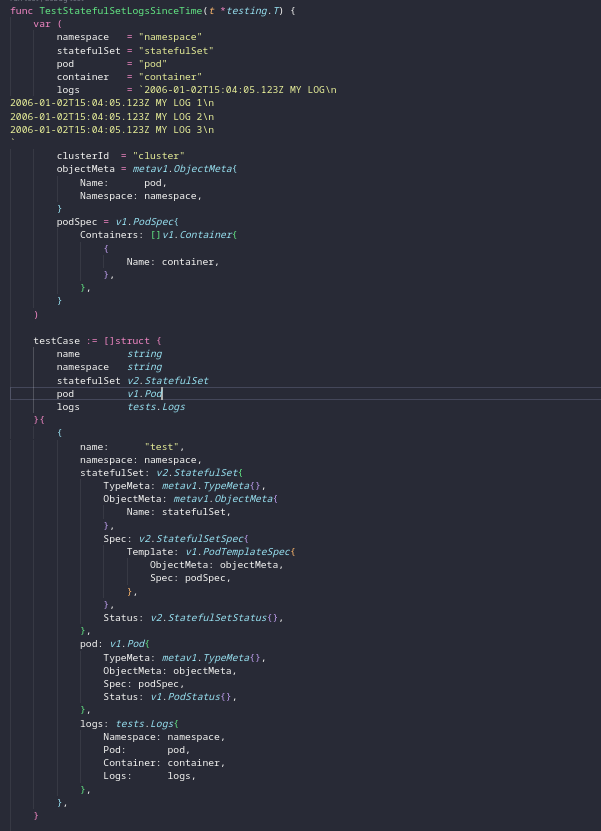 func TestStatefulSetLogsSinceTime(t *testing.T) {
    var (
        namespace   = "namespace"
        statefulSet = "statefulSet"
        pod         = "pod"
        container   = "container"
        logs        = `2006-01-02T15:04:05.123Z MY LOG\n
2006-01-02T15:04:05.123Z MY LOG 1\n
2006-01-02T15:04:05.123Z MY LOG 2\n
2006-01-02T15:04:05.123Z MY LOG 3\n
`
        clusterId  = "cluster"
        objectMeta = metav1.ObjectMeta{
            Name:      pod,
            Namespace: namespace,
        }
        podSpec = v1.PodSpec{
            Containers: []v1.Container{
                {
                    Name: container,
                },
            },
        }
    )
    testCase := []struct {
        name        string
        namespace   string
        statefulSet v2.StatefulSet
        pod         v1.Pod
        logs        tests.Logs
    }{
        {
            name:      "test",
            namespace: namespace,
            statefulSet: v2.StatefulSet{
                TypeMeta: metav1.TypeMeta{},
                ObjectMeta: metav1.ObjectMeta{
                    Name: statefulSet,
                },
                Spec: v2.StatefulSetSpec{
                    Template: v1.PodTemplateSpec{
                        ObjectMeta: objectMeta,
                        Spec: podSpec,
                    },
                },
                Status: v2.StatefulSetStatus{},
            },
            pod: v1.Pod{
                TypeMeta: metav1.TypeMeta{},
                ObjectMeta: objectMeta,
                Spec: podSpec,
                Status: v1.PodStatus{},
            },
            logs: tests.Logs{
                Namespace: namespace,
                Pod:       pod,
                Container: container,
                Logs:      logs,
            },
        },
    }